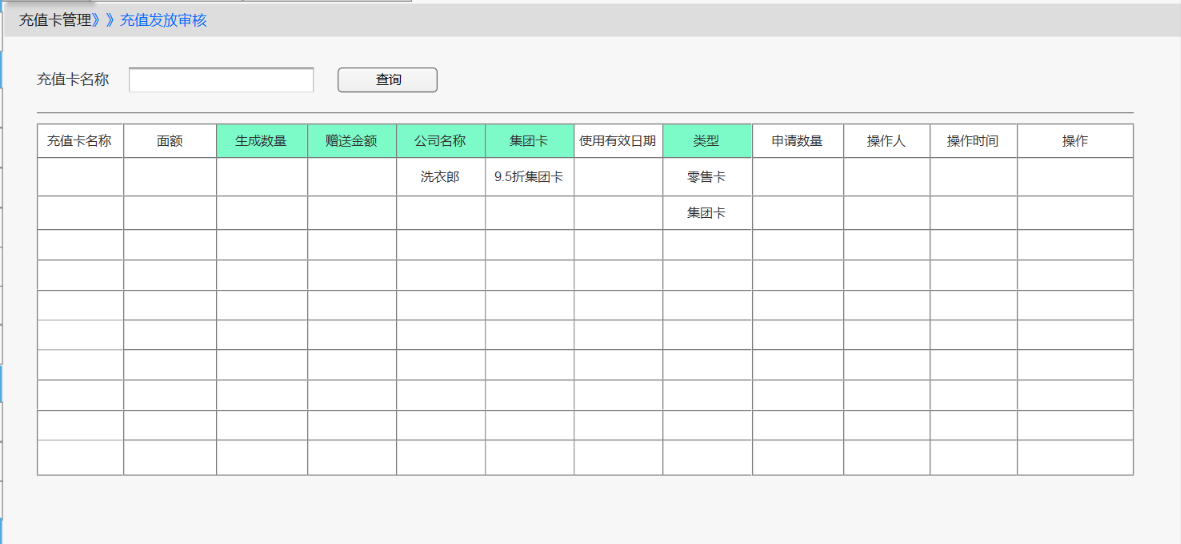 充值卡管理》》充值发放审核
充值卡名称 查询
充值卡名称 面额 生成数量 赠送金额 公司名称 集团卡 使用有效日期 类型 申请数量 操作人 操作时间 操作
洗衣郎 9.5折集团卡 零售卡
集团卡